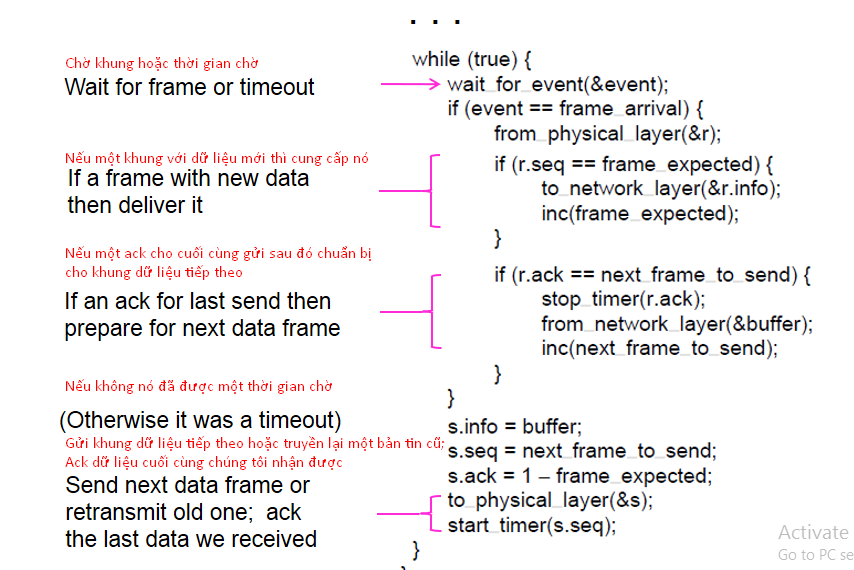 . . .
Chờ khung hoặc thời gian chờ
Wait for frame or timeout
Nếu một khung với dữ liệu mới thì cung cấp nó
If a frame with new data
then deliver it
Nếu một ack cho cuối cùng gửi sau đó chuẩn bị
cho khung dữ liệu tiếp theo
If an ack for last send then
prepare for next data frame
Nếu không nó đã được một thời gian chờ
(Otherwise it was a timeout)
Gửi khung dữ liệu tiếp theo hoặc truyền lại một bản tin cũ;
Ack dữ liệu cuối cùng chúng tôi nhận được
Send next data frame or
retransmit old one; ack
the last data we received
while (true) {
wait_for_event(&event);
if (event == frame_arrival) {
from_physical_layer(&r);
if (r.seq == frame_expected) {
to_network_layer(&r.info);
inc(frame_expected);
}
if (r.ack == next_frame_to_send) {
stop_timer(r.ack);
from_network_layer(&buffer);
inc(next_frame_to_send);
}
}
s.info = buffer;
s.seq = next_frame_to_send;
s.ack = 1 – frame_expected;
to_physical_layer(&s);
start_timer(s.seq);
}
Activate
Go to PC se